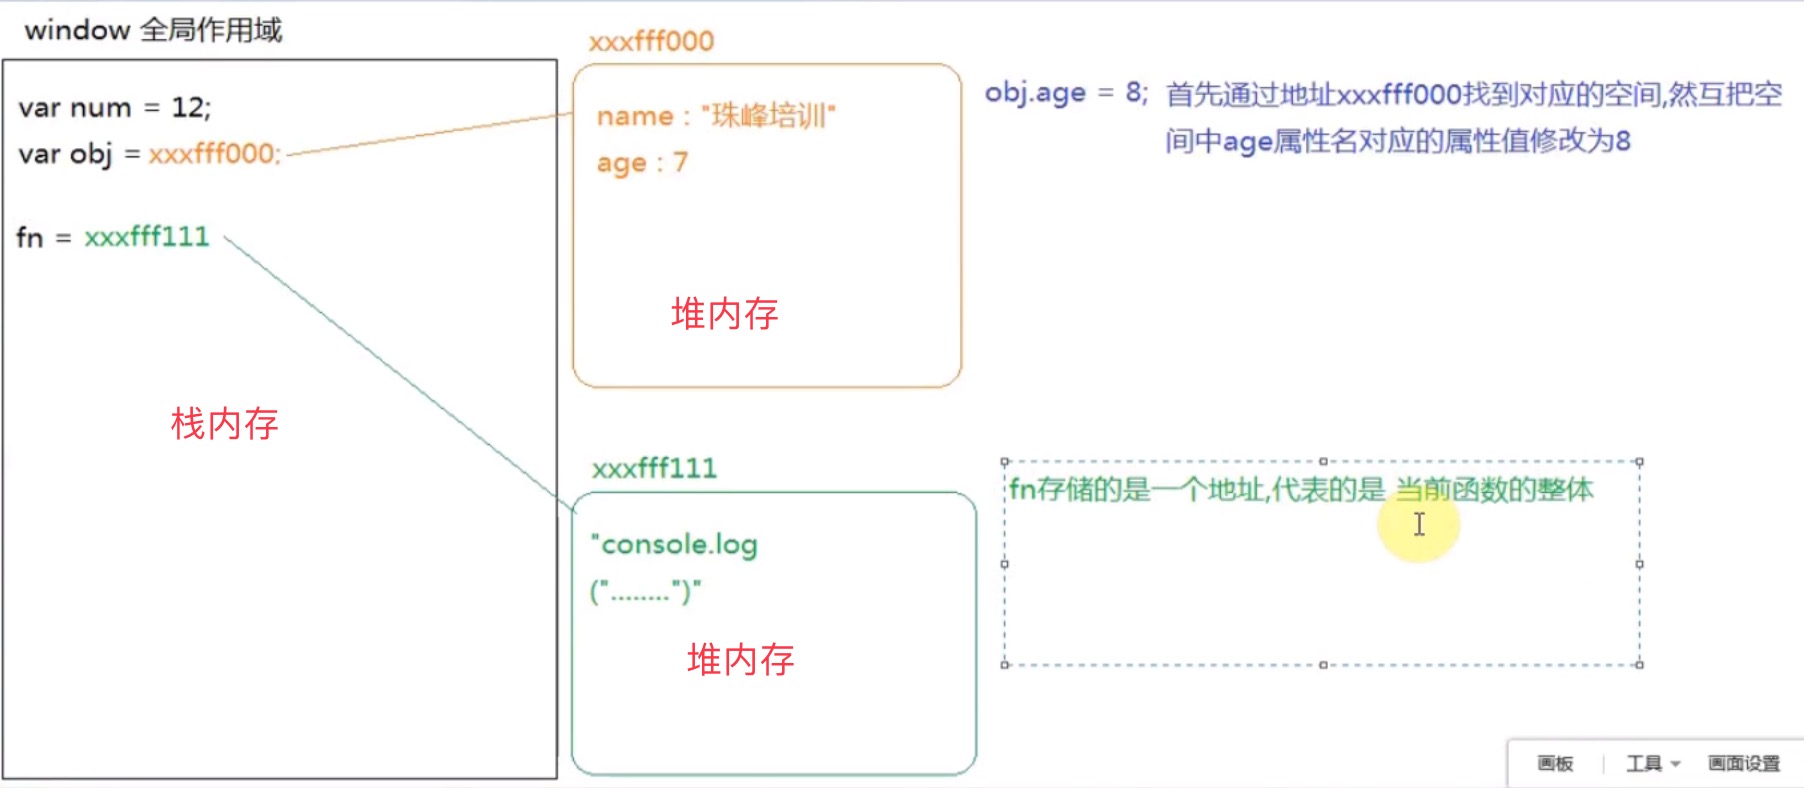 window 全局作用域
var num = 12;
var obj = xxxfff000;
fn = xxxfff111
栈内存
xxxfff000
name : "珠峰培训"
age : 7
堆内存
obj.age = 8; 首先通过地址xxxfff000找到对应的空间,然互把空
间中age属性名对应的属性值修改为8
xxxfff111
"console.log
("........")"
堆内存
fn存储的是一个地址,代表的是 当前函数的整体
画板 工具 画面设置